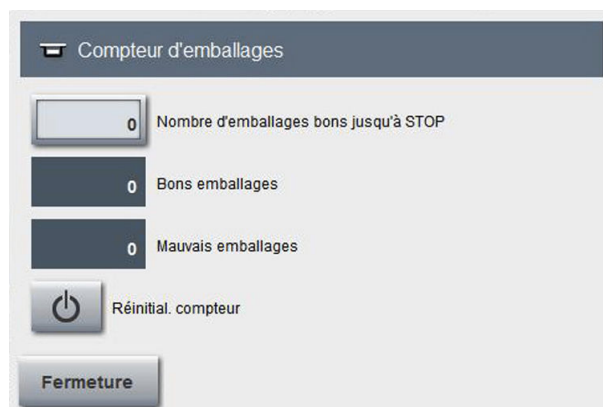 Compteur d'emballages
0 Nombre d'emballages bons jusqu'à STOP
0 Bons emballages
0 Mauvais emballages
Réinitial. compteur
Fermeture